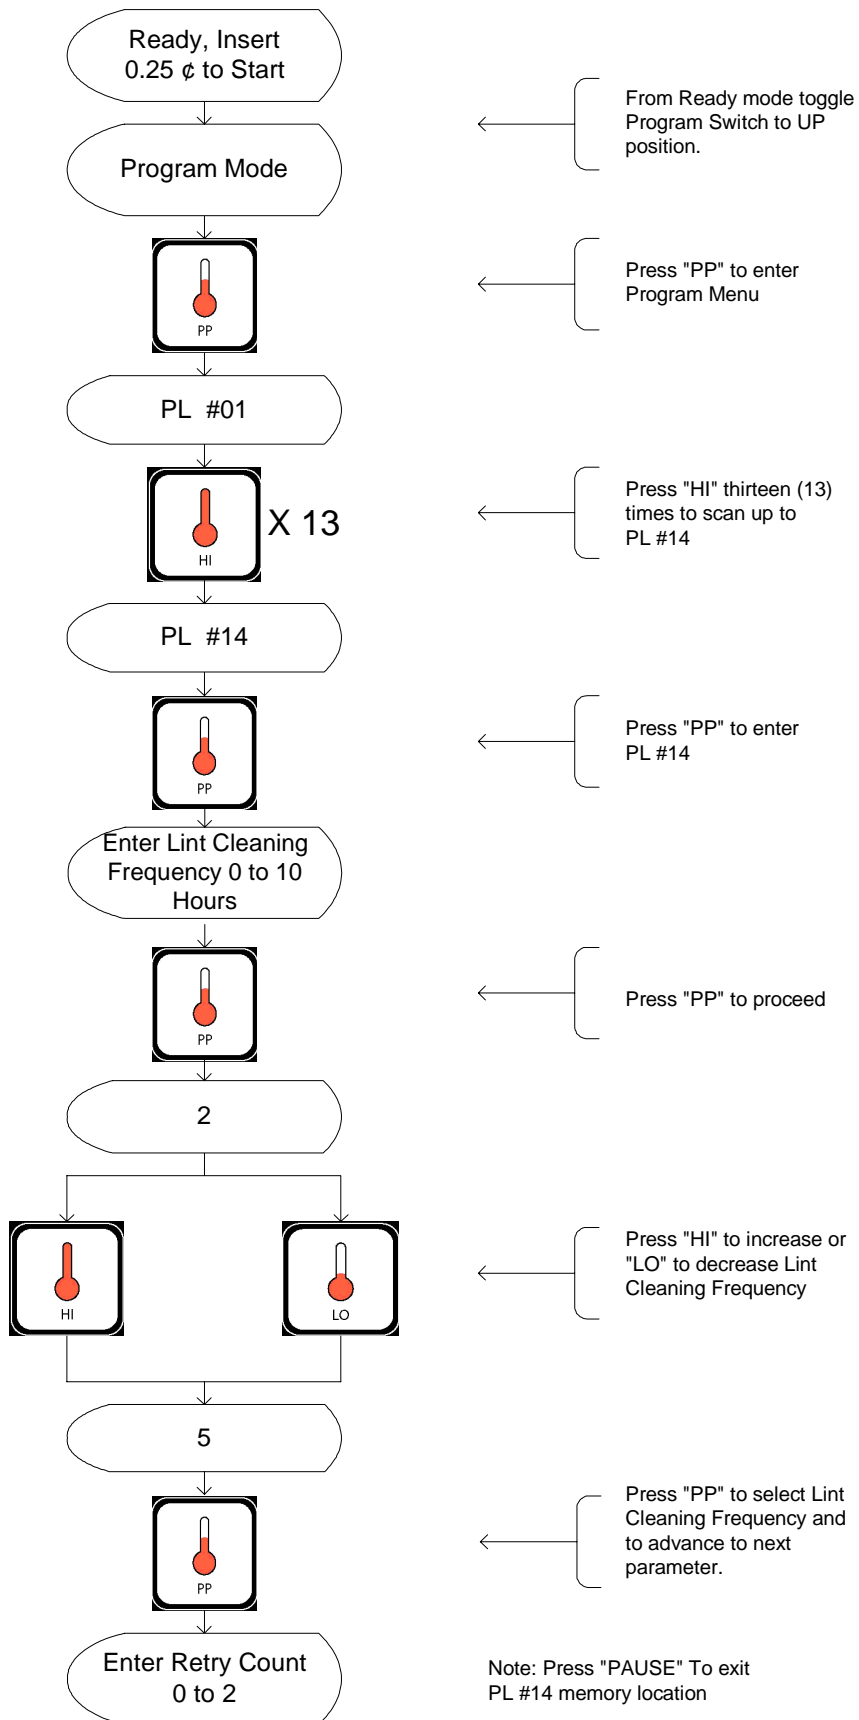 Ready, Insert
0.25 ¢ to Start
From Ready mode toggle
Program Switch to UP
position.
Program Mode
Press "PP" to enter
Program Menu
PP
PL #01
Press "HI" thirteen (13)
times to scan up to
PL #14
X 13
HI
PL #14
Press "PP" to enter
PL #14
PP
Enter Lint Cleaning
Frequency 0 to 10
Hours
Press "PP" to proceed
PP
2
Press "HI" to increase or
"LO" to decrease Lint
Cleaning Frequency
HI
LO
5
Press "PP" to select Lint
Cleaning Frequency and
to advance to next
parameter.
PP
Enter Retry Count
0 to 2
Note: Press "PAUSE" To exit
PL #14 memory location